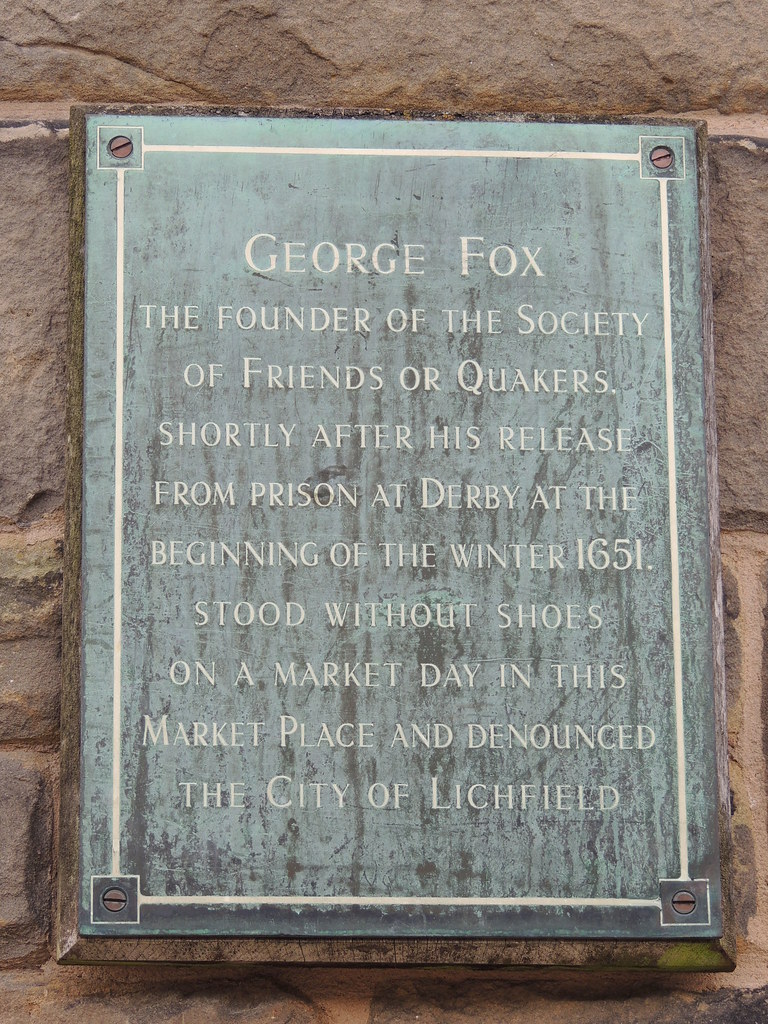 GEORGE FOX
THE FOUNDER OF THE SOCIETY
OF FRIENDS OR QUAKERS,
SHORTLY AFTER HIS RELEASE
FROM PRISON AT DERBY AT THE
BEGINNING OF THE WINTER 1651.
STOOD WITHOUT SHOES
ON A MARKET DAY IN THIS
MARKET PLACE AND DENOUNCED
THE CITY OF LICHFIELD